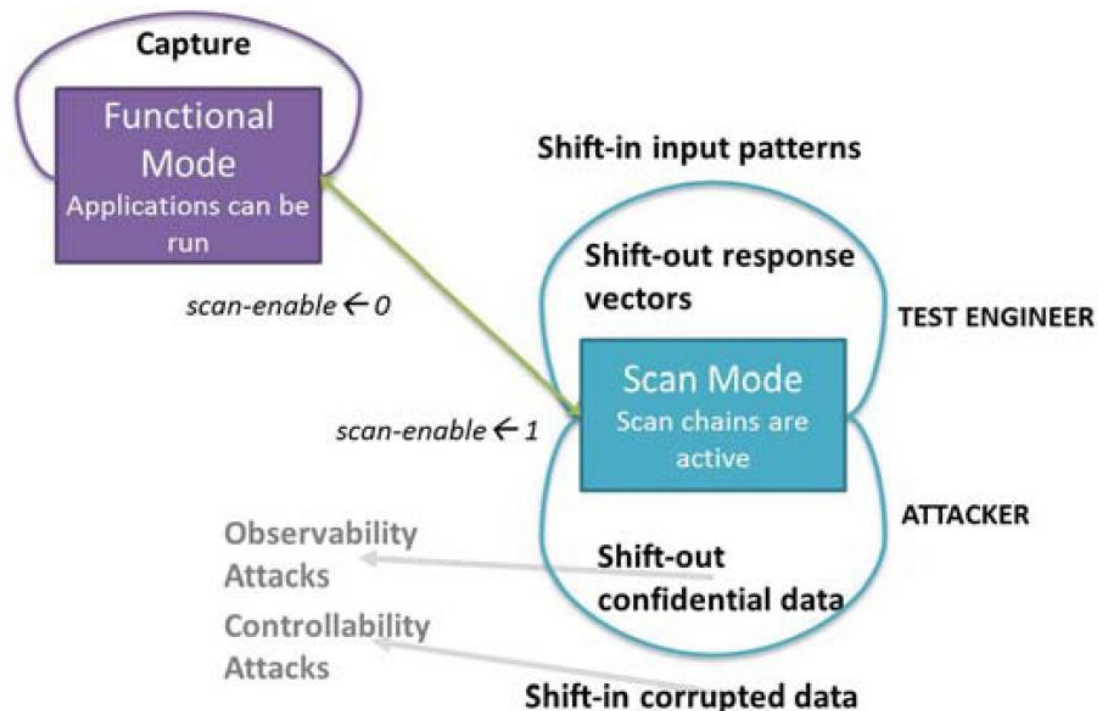 Capture
Functional
Mode
Applications can be
run
Shift-in input patterns
Shift-out response
vectors
scan-enable ← 0
TEST ENGINEER
Scan Mode
Scan chains are
active
scan-enable ← 1
ATTACKER
Observability
Attacks
Shift-out
confidential data
Controllability
Attacks
Shift-in corrupted data